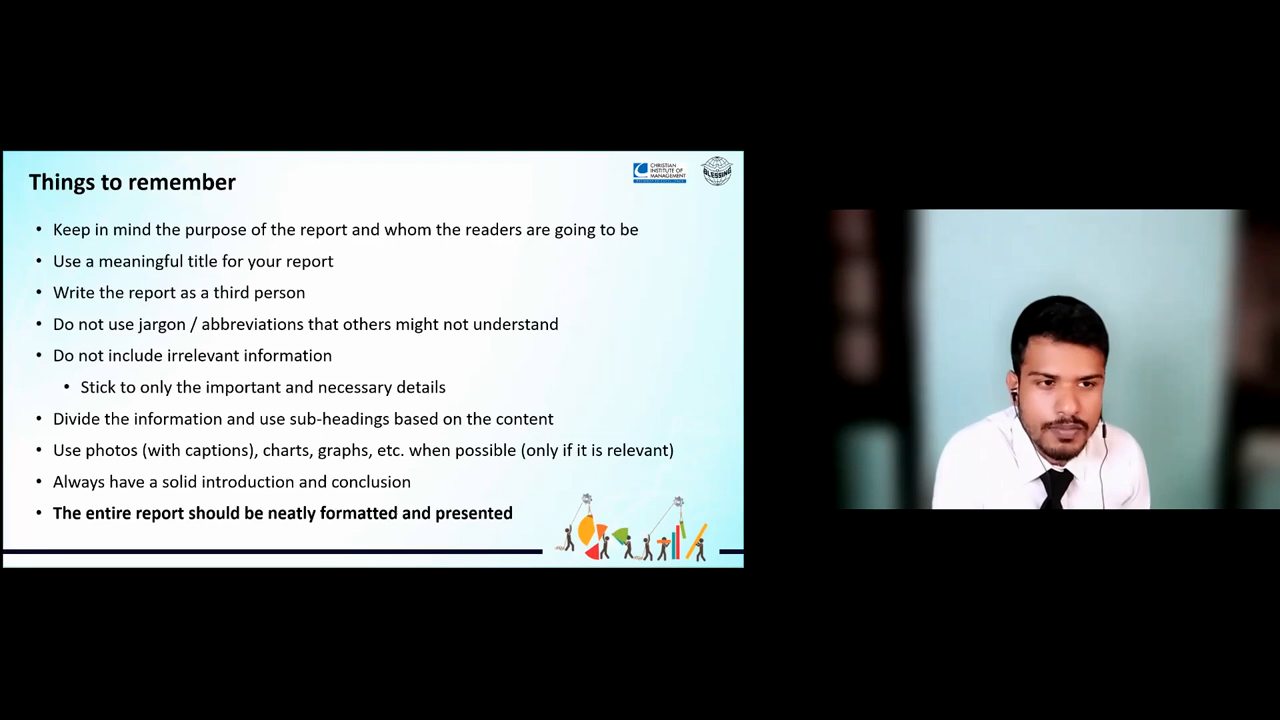 Things to remember
CHRISTIAN
INSTITUTE OF
MANAGEMENT
BLESSING
• Keep in mind the purpose of the report and whom the readers are going to be
• Use a meaningful title for your report
• Write the report as a third person
• Do not use jargon / abbreviations that others might not understand
• Do not include irrelevant information
• Stick to only the important and necessary details
• Divide the information and use sub-headings based on the content
• Use photos (with captions), charts, graphs, etc. when possible (only if it is relevant)
• Always have a solid introduction and conclusion
• The entire report should be neatly formatted and presented